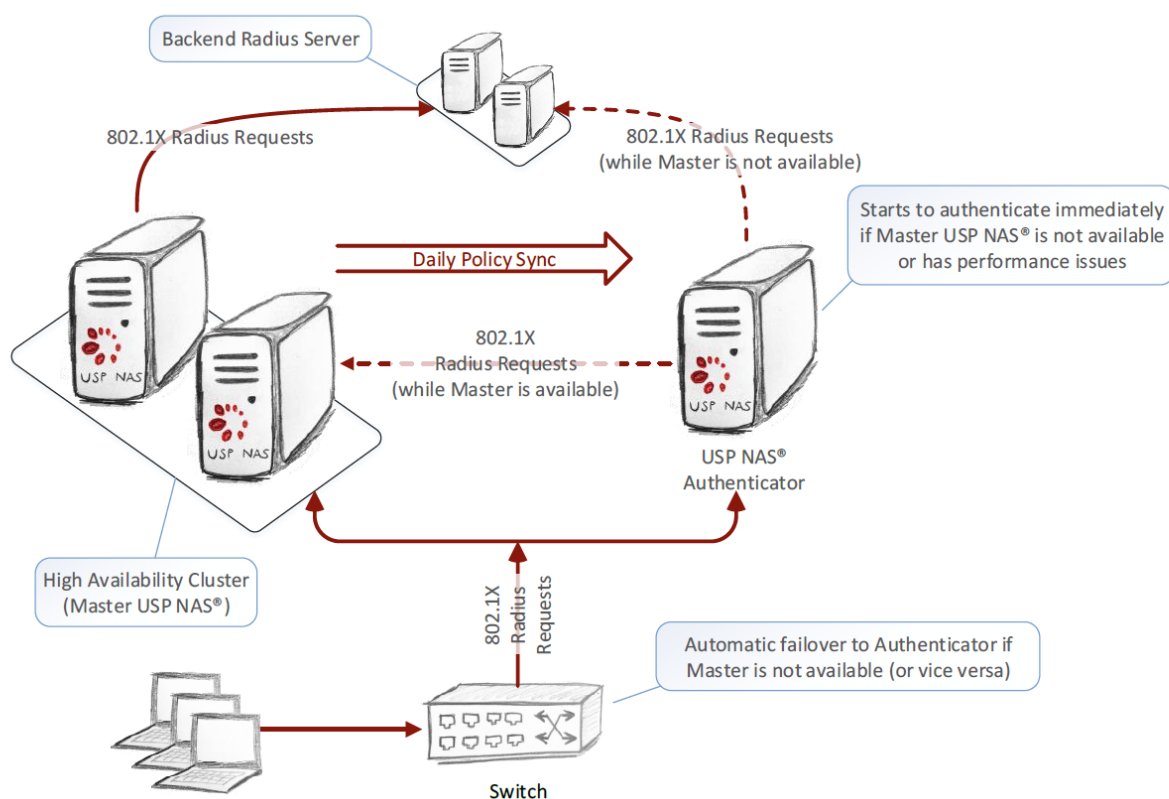 Backend Radius Server
802.1X Radius Requests
802.1X Radius Requests
(while Master is not available)
Starts to authenticate immediately
if Master USP NAS® is not available
or has performance issues
Daily Policy Sync
802.1X
Radius Requests
(while Master is available)
USP NAS
USP NAS
USP NAS
USP NAS®
Authenticator
High Availability Cluster
(Master USP NAS®)
802.1X
Radius
Requests
Automatic failover to Authenticator if
Master is not available (or vice versa)
Switch